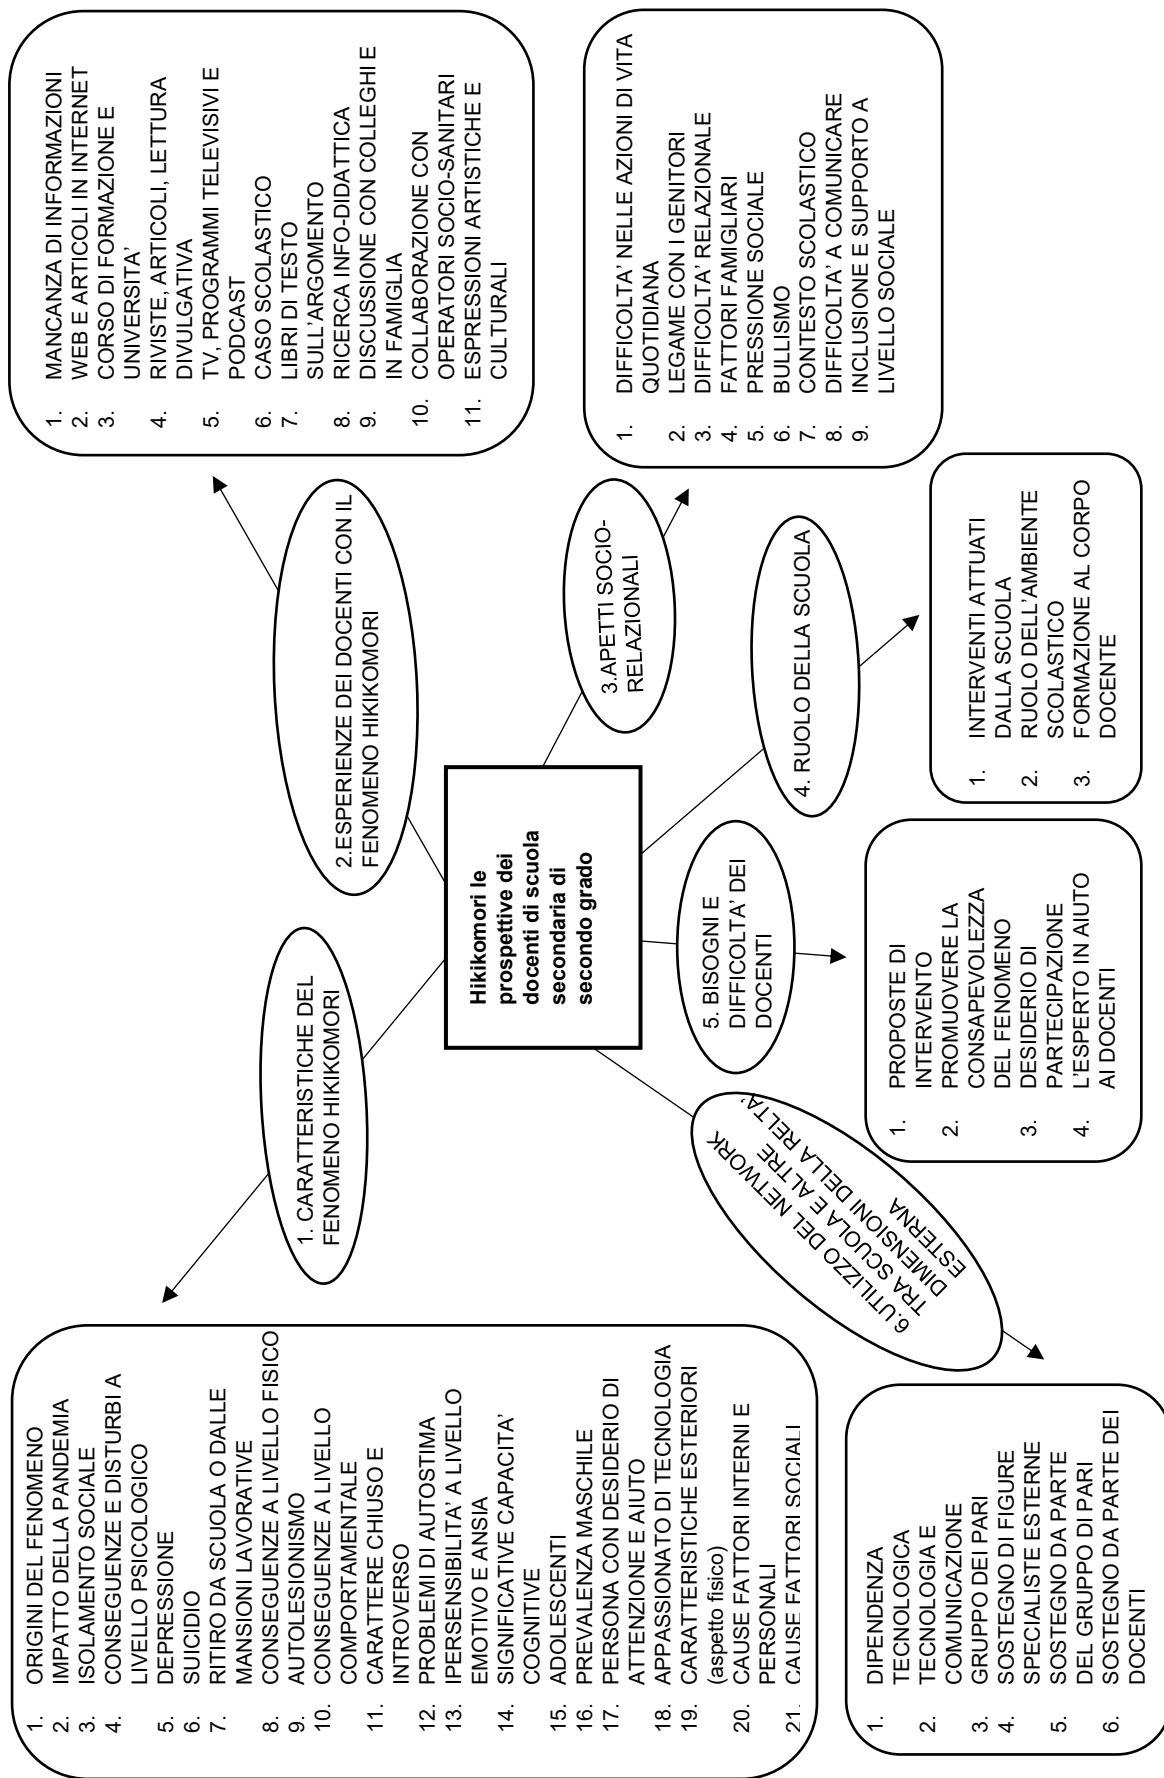 Hikikomori le
prospettive dei
docenti di scuola
secondaria di
secondo grado
1. CARATTERISTICHE DEL
FENOMENO HIKIKOMORI
1. ORIGINI DEL FENOMENO
2. IMPATTO DELLA PANDEMIA
3. ISOLAMENTO SOCIALE
4. CONSEGUENZE E DISTURBI A
LIVELLO PSICOLOGICO
5. DEPRESSIONE
6. SUICIDIO
7. RITIRO DA SCUOLA O DALLE
MANSIONI LAVORATIVE
8. CONSEGUENZE A LIVELLO FISICO
9. AUTOLESIONISMO
10. CONSEGUENZE A LIVELLO
COMPORTAMENTALE
11. CARATTERE CHIUSO E
INTROVERSO
12. PROBLEMI DI AUTOSTIMA
13. IPERSENSIBILITA' A LIVELLO
EMOTIVO E ANSIA
14. SIGNIFICATIVE CAPACITA'
COGNITIVE
15. ADOLESCENTI
16. PREVALENZA MASCHILE
17. PERSONA CON DESIDERIO DI
ATTENZIONE E AIUTO
18. APPASSIONATO DI TECNOLOGIA
19. CARATTERISTICHE ESTERIORI
(aspetto fisico)
20. CAUSE FATTORI INTERNI E
PERSONALI
21. CAUSE FATTORI SOCIALI
2.ESPERIENZE DEI DOCENTI CON IL
FENOMENO HIKIKOMORI
1. MANCANZA DI INFORMAZIONI
2. WEB E ARTICOLI IN INTERNET
3. CORSO DI FORMAZIONE E
UNIVERSITA'
4. RIVISTE, ARTICOLI, LETTURA
DIVULGATIVA
5. TV, PROGRAMMI TELEVISIVI E
PODCAST
6. CASO SCOLASTICO
7. LIBRI DI TESTO
SULL'ARGOMENTO
8. RICERCA INFO-DIDATTICA
9. DISCUSSIONE CON COLLEGHI E
IN FAMIGLIA
10. COLLABORAZIONE CON
OPERATORI SOCIO-SANITARI
11. ESPRESSIONI ARTISTICHE E
CULTURALI
3.APETTI SOCIO-
RELAZIONALI
1. DIFFICOLTA' NELLE AZIONI DI VITA
QUOTIDIANA
2. LEGAME CON I GENITORI
3. DIFFICOLTA' RELAZIONALE
4. FATTORI FAMIGLIARI
5. PRESSIONE SOCIALE
6. BULLISMO
7. CONTESTO SCOLASTICO
8. DIFFICOLTA' A COMUNICARE
9. INCLUSIONE E SUPPORTO A
LIVELLO SOCIALE
4. RUOLO DELLA SCUOLA
1. INTERVENTI ATTUATI
DALLA SCUOLA
2. RUOLO DELL'AMBIENTE
SCOLASTICO
3. FORMAZIONE AL CORPO
DOCENTE
5. BISOGNI E
DIFFICOLTA' DEI
DOCENTI
1. PROPOSTE DI
INTERVENTO
2. PROMUOVERE LA
CONSAPEVOLEZZA
DEL FENOMENO
3. DESIDERIO DI
PARTECIPAZIONE
4. L'ESPERTO IN AIUTO
AI DOCENTI
6.UTILIZZO DEL NETWORK
TRA SCUOLA E ALTRE
DIMENSIONI DELLA RELTA'
ESTERNA
1. DIPENDENZA
TECNOLOGICA
2. TECNOLOGIA E
COMUNICAZIONE
3. GRUPPO DEI PARI
4. SOSTEGNO DI FIGURE
SPECIALISTE ESTERNE
5. SOSTEGNO DA PARTE
DEL GRUPPO DI PARI
6. SOSTEGNO DA PARTE DEI
DOCENTI